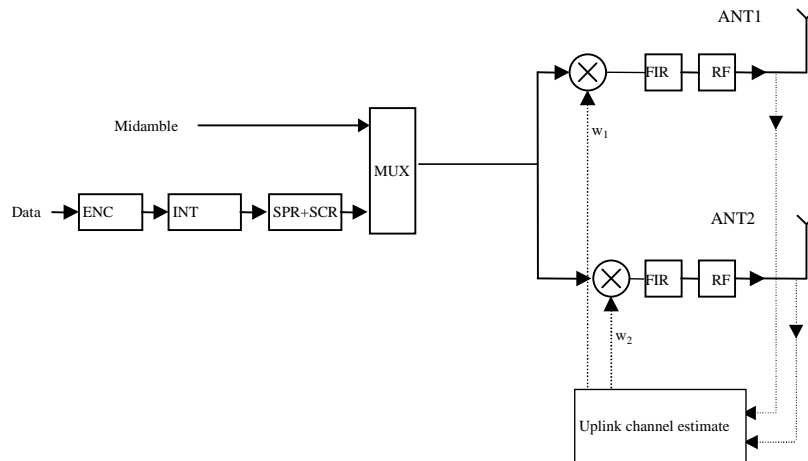 ANT1
FIR
RF
w1
Midamble
MUX
Data
ENC
INT
SPR+SCR
ANT2
FIR
RF
w2
Uplink channel estimate